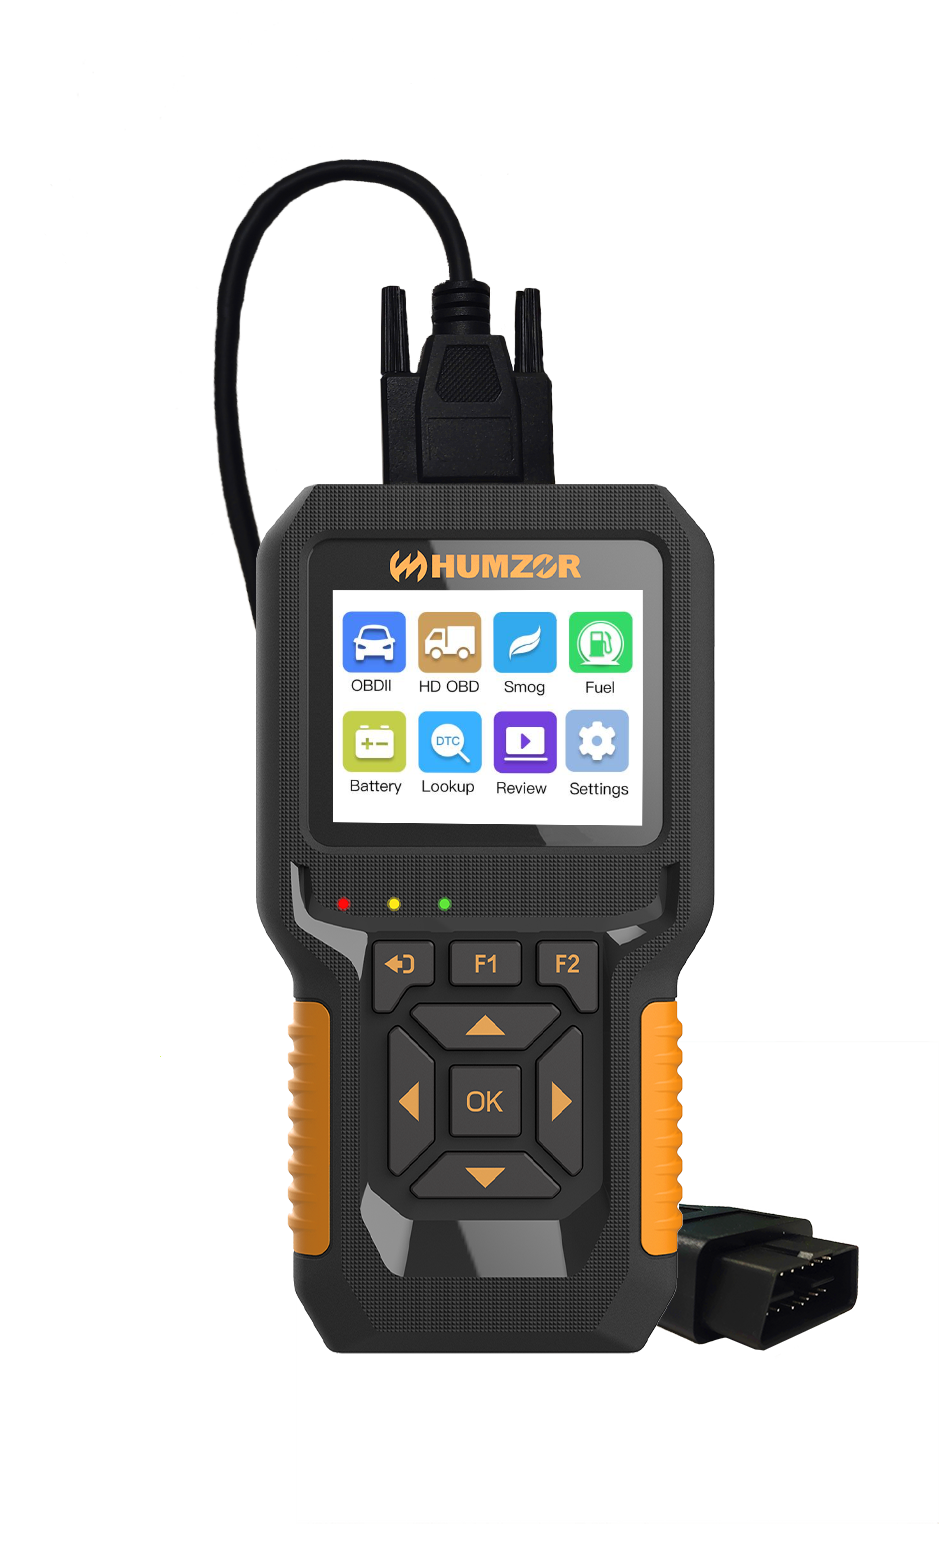 HUMZOR
OBDII HD OBD Smog Fuel
DTC
Battery Lookup Review Settings
F1 F2
OK